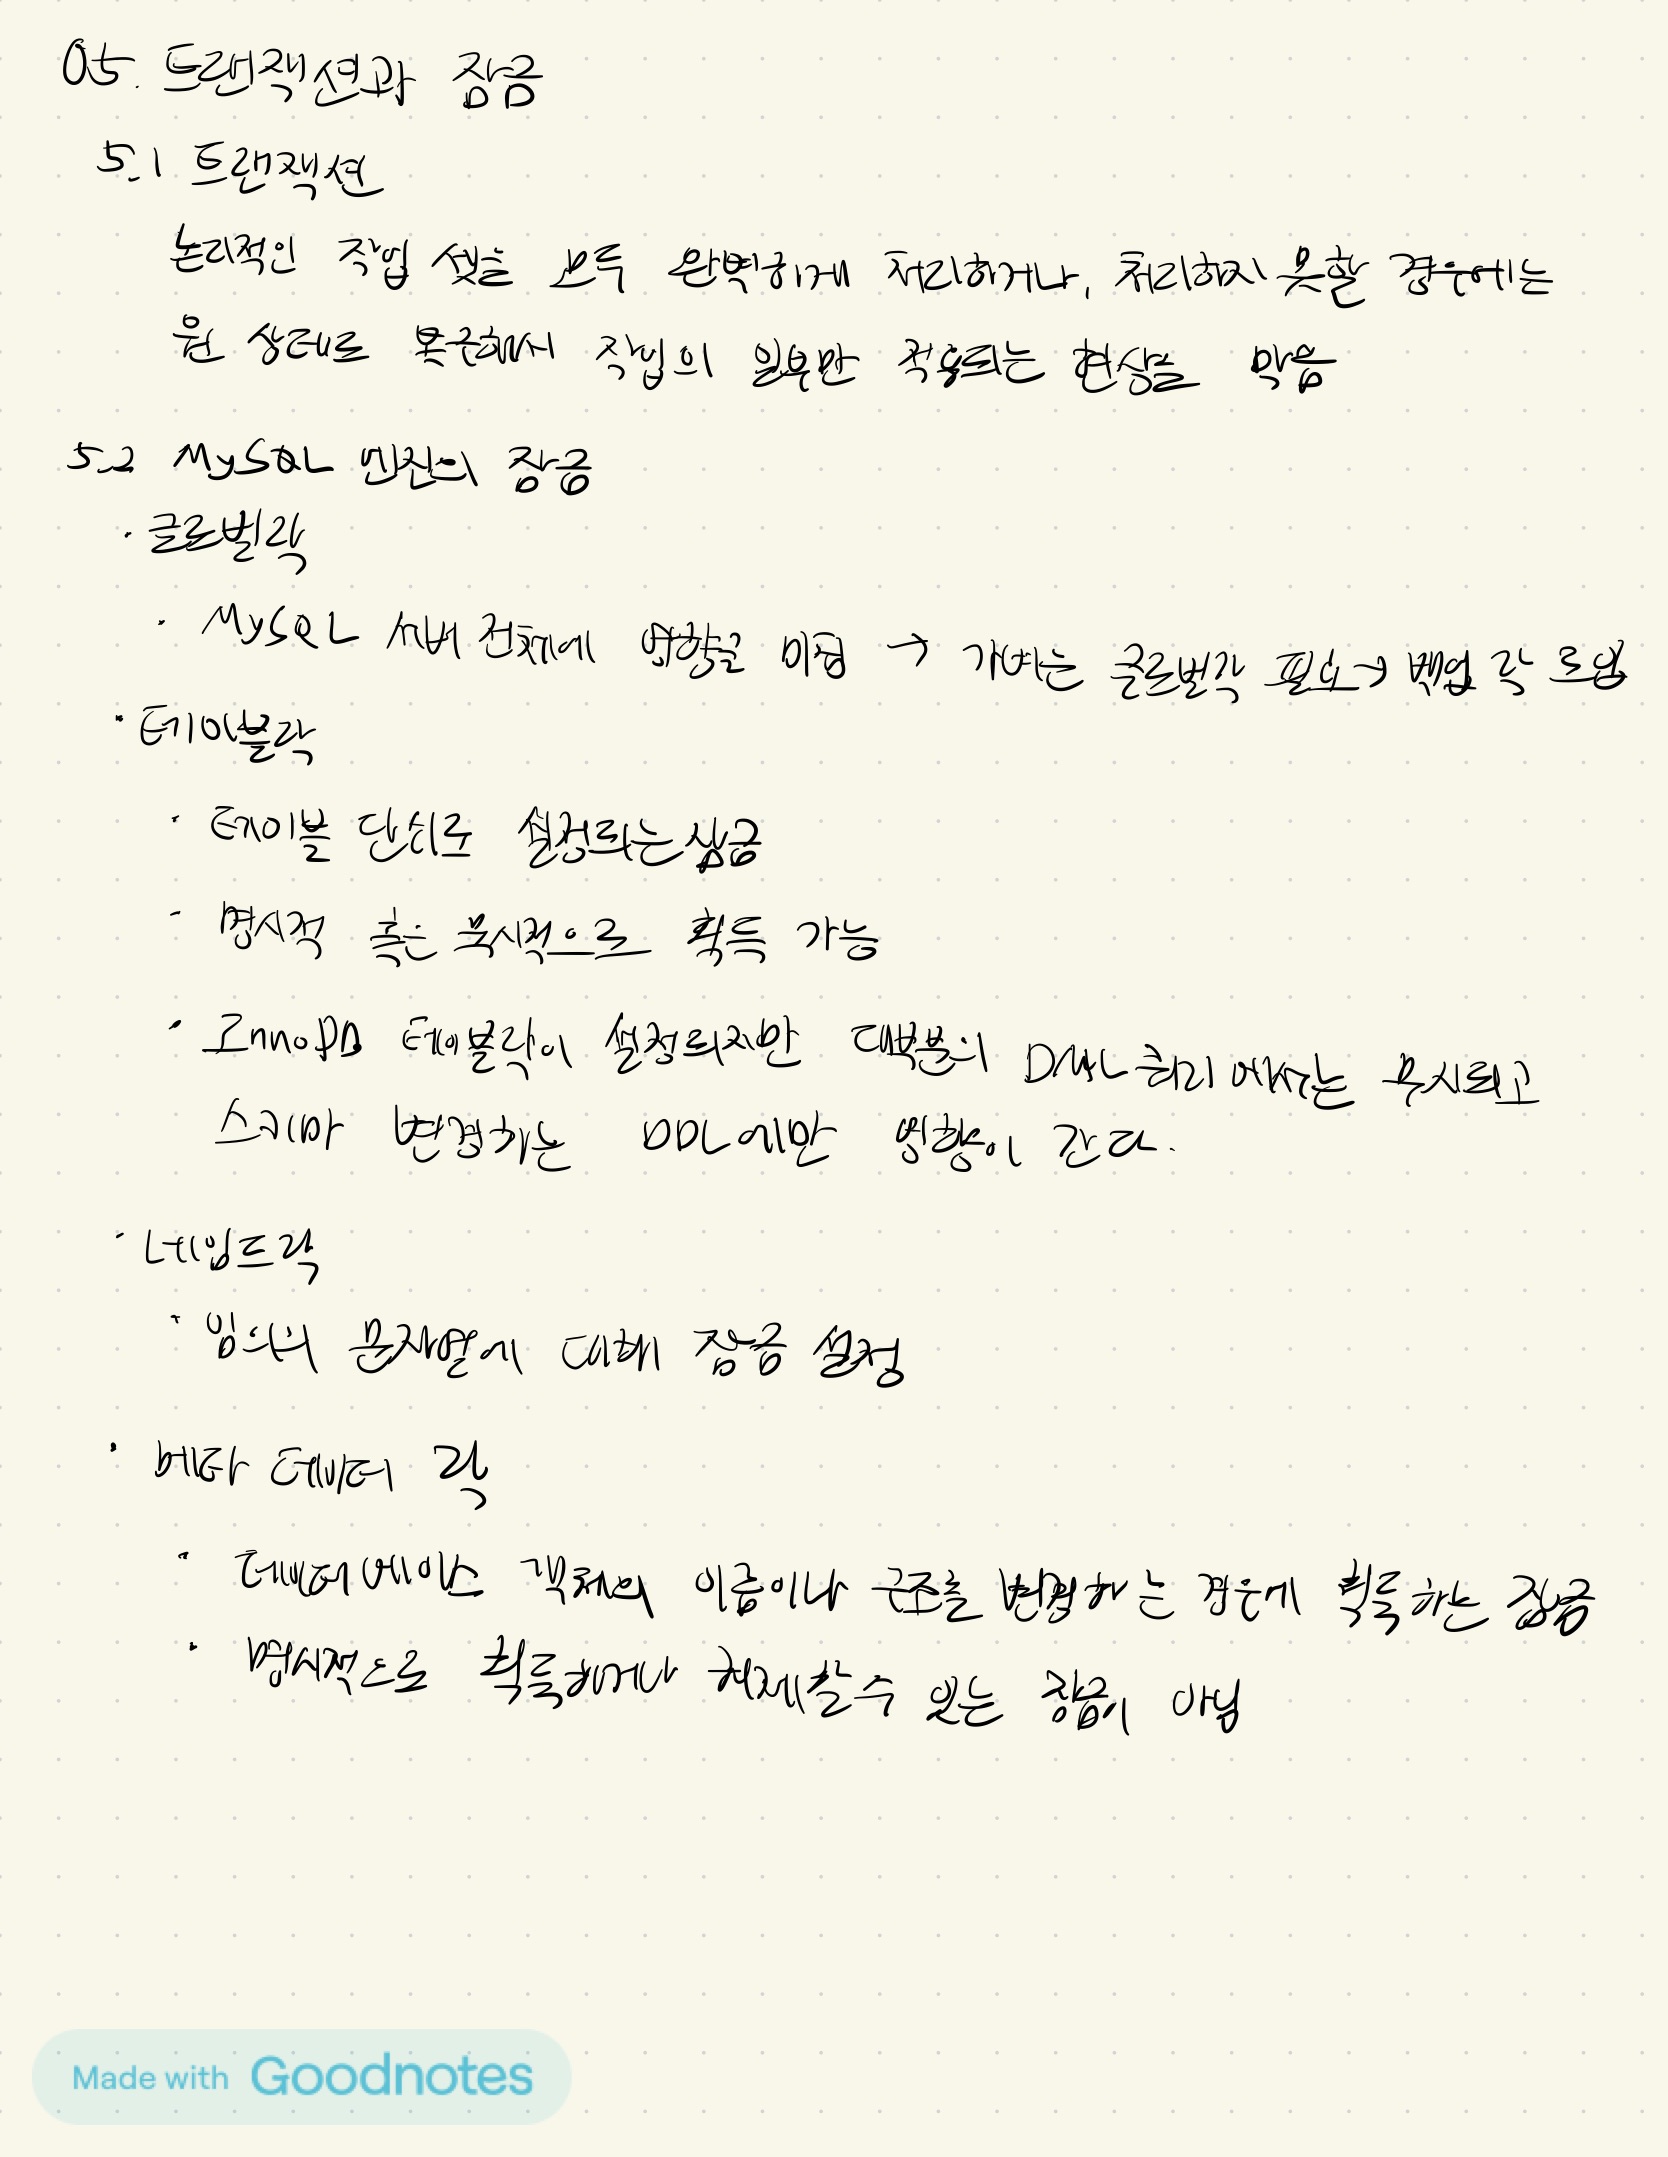 05. 트랜잭션과 잠금
5.1 트랜잭션
논리적인 작업 셋을 모두 완벽하게 처리하거나, 처리하지 못할 경우에는
원 상태로 복구해서 작업의 일부만 적용되는 현상을 막음
5.2 MySQL 엔진의 잠금
· 글로벌락
· MySQL 서버 전체에 영향을 미침 → 가벼운 글로벌락 필요 → 백업 락 도입
· 테이블락
· 테이블 단위로 설정되는 잠금
· 명시적 혹은 묵시적으로 획득 가능
· InnoDB 테이블락이 설정되지만 대부분의 DML 쿼리에서는 무시되고
스키마 변경하는 DDL에만 영향이 간다.
· 네임드락
· 임의의 문자열에 대해 잠금 설정
· 메타 데이터 락
· 데이터베이스 객체의 이름이나 구조를 변경하는 경우에 획득하는 잠금
· 명시적으로 획득하거나 해제할 수 있는 잠금이 아님
Made with Goodnotes